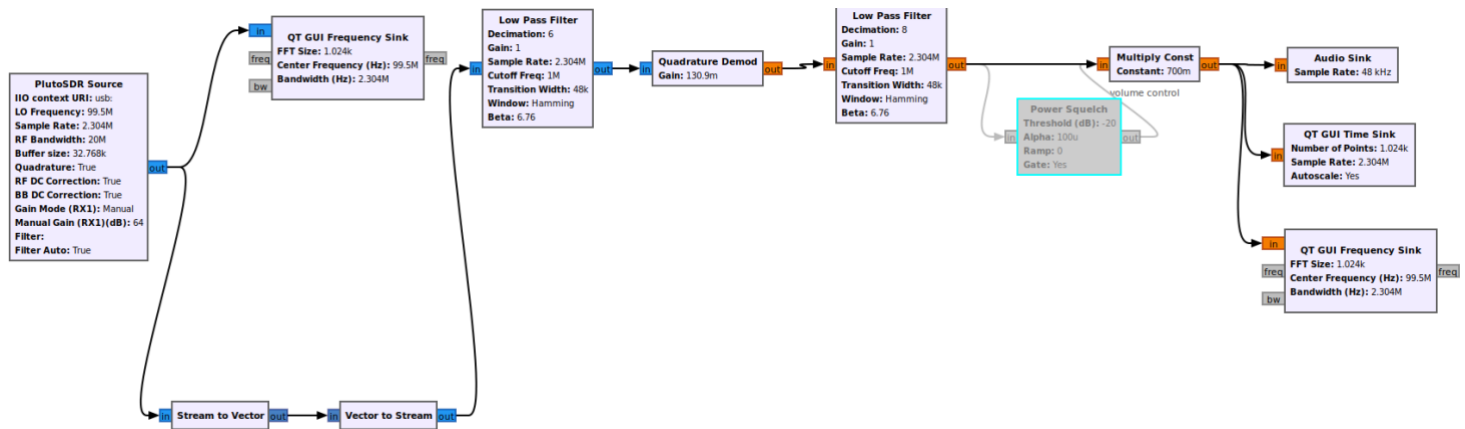 PlutoSDR Source
IIO context URI: usb:
LO Frequency: 99.5M
Sample Rate: 2.304M
RF Bandwidth: 20M
Buffer size: 32.768k
Quadrature: True
RF DC Correction: True
BB DC Correction: True
Gain Mode (RX1): Manual
Manual Gain (RX1)(dB): 64
Filter:
Filter Auto: True
out
in
freq
bw
QT GUI Frequency Sink
FFT Size: 1.024k
Center Frequency (Hz): 99.5M
Bandwidth (Hz): 2.304M
freq
in
Low Pass Filter
Decimation: 6
Gain: 1
Sample Rate: 2.304M
Cutoff Freq: 1M
Transition Width: 48k
Window: Hamming
Beta: 6.76
out
in
Quadrature Demod
Gain: 130.9m
out
in
Low Pass Filter
Decimation: 8
Gain: 1
Sample Rate: 2.304M
Cutoff Freq: 1M
Transition Width: 48k
Window: Hamming
Beta: 6.76
out
in
Power Squelch
Threshold (dB): -20
Alpha: 100u
Ramp: 0
Gate: Yes
out
in
Multiply Const
Constant: 700m
out
volume control
in
Audio Sink
Sample Rate: 48 kHz
in
QT GUI Time Sink
Number of Points: 1.024k
Sample Rate: 2.304M
Autoscale: Yes
in
freq
bw
QT GUI Frequency Sink
FFT Size: 1.024k
Center Frequency (Hz): 99.5M
Bandwidth (Hz): 2.304M
freq
in
Stream to Vector
out
in
Vector to Stream
out